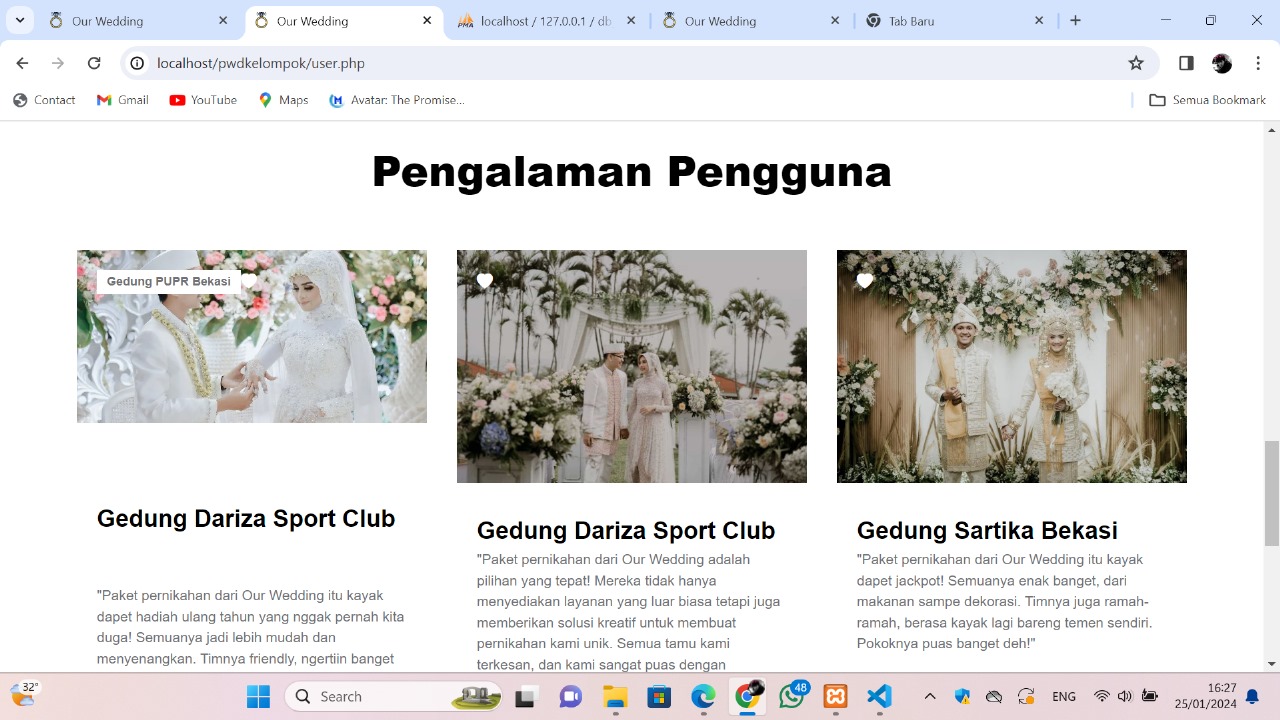 Our Wedding
Our Wedding
localhost / 127.0.0.1 / db
Our Wedding
Tab Baru
localhost/pwdkelompok/user.php
Contact
Gmail
YouTube
Maps
Avatar: The Promise...
Semua Bookmark
Pengalaman Pengguna
Gedung PUPR Bekasi
Gedung Dariza Sport Club
"Paket pernikahan dari Our Wedding itu kayak
dapet hadiah ulang tahun yang nggak pernah kita
duga! Semuanya jadi lebih mudah dan
menyenangkan. Timnya friendly, ngertiin banget
Gedung Dariza Sport Club
"Paket pernikahan dari Our Wedding adalah
pilihan yang tepat! Mereka tidak hanya
menyediakan layanan yang luar biasa tetapi juga
memberikan solusi kreatif untuk membuat
pernikahan kami unik. Semua tamu kami
terkesan, dan kami sangat puas dengan
Gedung Sartika Bekasi
"Paket pernikahan dari Our Wedding itu kayak
dapet jackpot! Semuanya enak banget, dari
makanan sampe dekorasi. Timnya juga ramah-
ramah, berasa kayak lagi bareng temen sendiri.
Pokoknya puas banget deh!"
32°
Search
48
ENG
16:27
25/01/2024